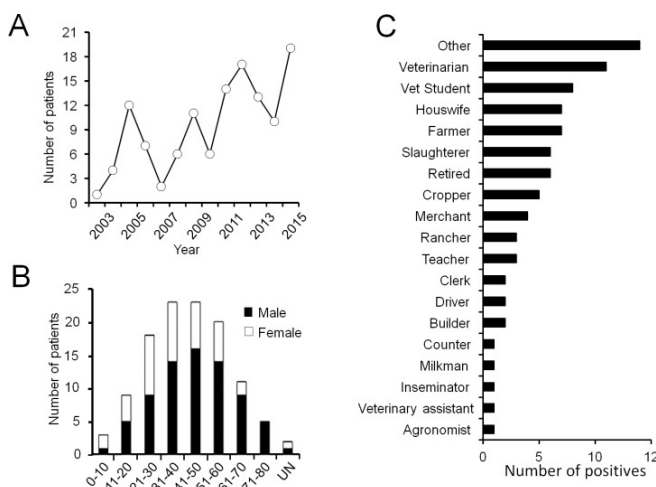 A
Number of patients
21
18
15
12
9
6
3
0
2003
2005
2007
2009
2011
2013
2015
Year
B
Number of patients
25
20
15
10
5
0
Male
Female
0-10
11-20
21-30
31-40
41-50
51-60
61-70
71-80
UN
C
Other
Veterinarian
Vet Student
Houswife
Farmer
Slaughterer
Retired
Cropper
Merchant
Rancher
Teacher
Clerk
Driver
Builder
Counter
Milkman
Inseminator
Veterinary assistant
Agronomist
0 5 10 12
Number of positives